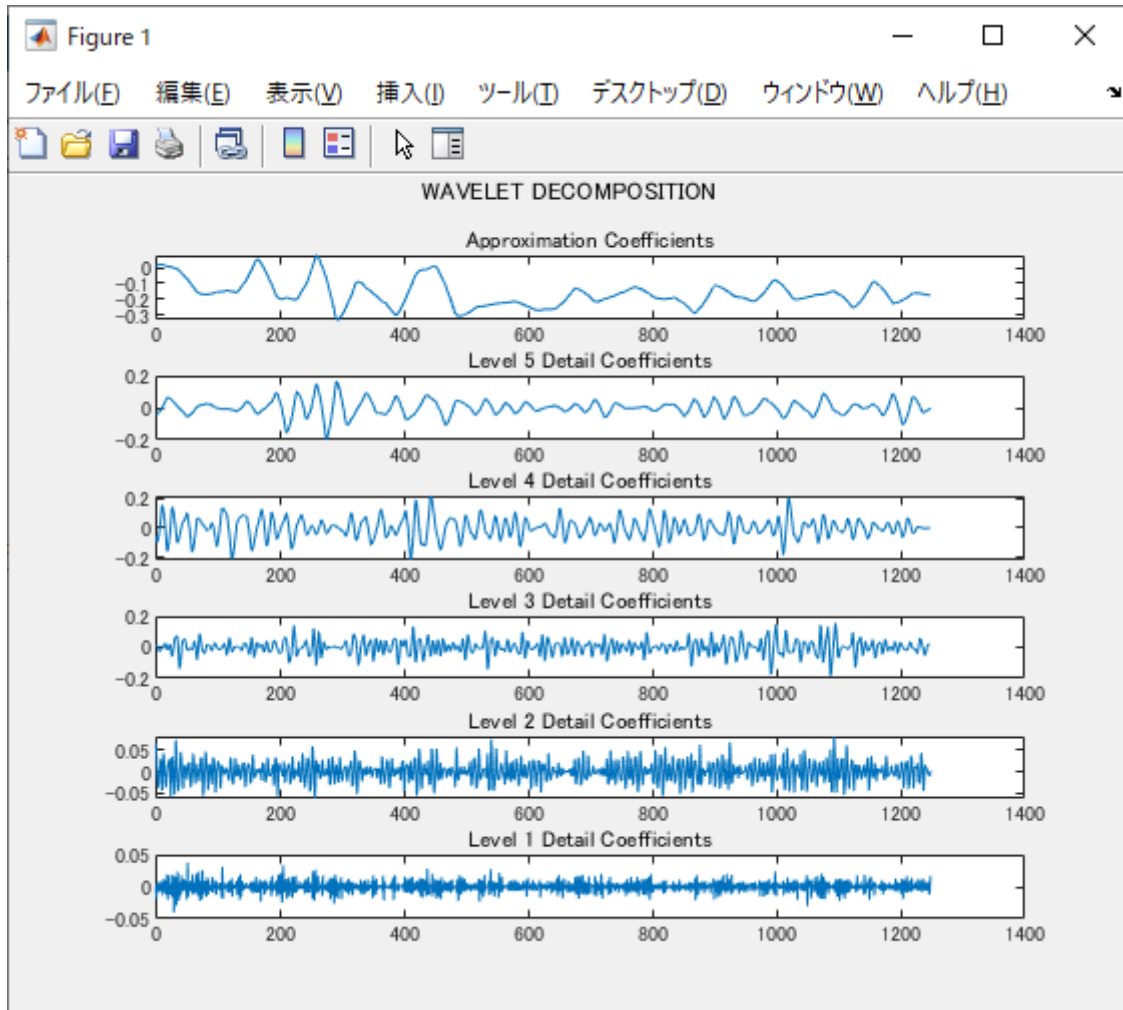 Figure 1
ファイル(F) 編集(E) 表示(V) 挿入(I) ツール(T) デスクトップ(D) ウィンドウ(W) ヘルプ(H)
WAVELET DECOMPOSITION
Approximation Coefficients
0
-0.1
-0.2
-0.3
0 200 400 600 800 1000 1200 1400
Level 5 Detail Coefficients
0.2
0
-0.2
0 200 400 600 800 1000 1200 1400
Level 4 Detail Coefficients
0.2
0
-0.2
0 200 400 600 800 1000 1200 1400
Level 3 Detail Coefficients
0.2
0
-0.2
0 200 400 600 800 1000 1200 1400
Level 2 Detail Coefficients
0.05
0
-0.05
0 200 400 600 800 1000 1200 1400
Level 1 Detail Coefficients
0.05
0
-0.05
0 200 400 600 800 1000 1200 1400